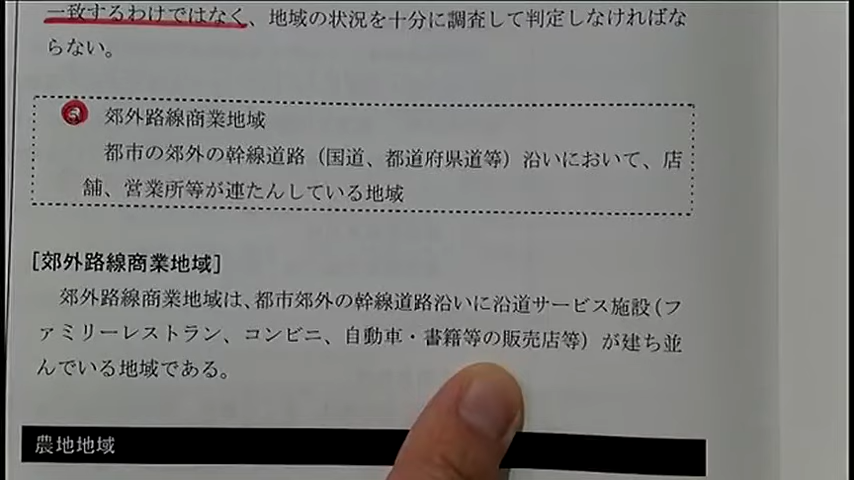 一致するわけではなく、地域の状況を十分に調査して判定しなければな
らない。
郊外路線商業地域
都市の郊外の幹線道路（国道、都道府県道等）沿いにおいて、店
舗、営業所等が連たんしている地域
[郊外路線商業地域]
郊外路線商業地域は、都市郊外の幹線道路沿いに沿道サービス施設（フ
ァミリーレストラン、コンビニ、自動車・書籍等の販売店等）が建ち並
んでいる地域である。
農地地域